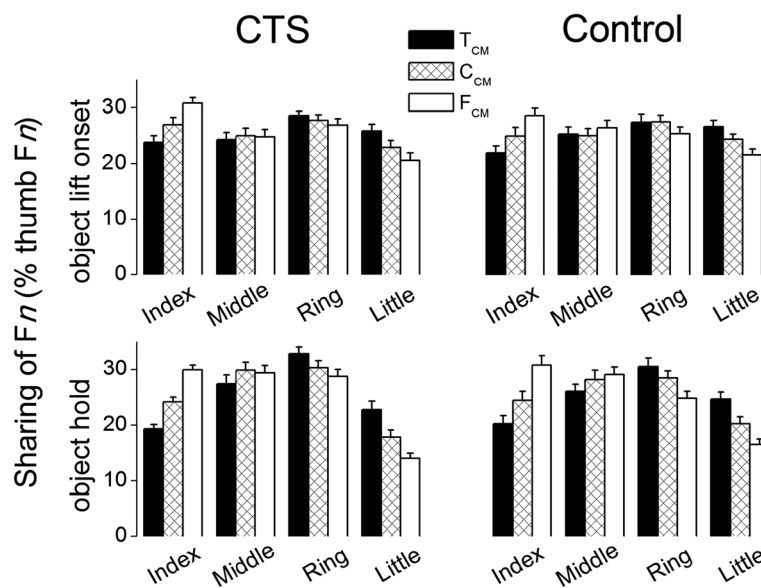 CTS
Control
T_CM
C_CM
F_CM
Sharing of Fn (% thumb Fn)
object lift onset
30
20
10
0
Index Middle Ring Little
Index Middle Ring Little
object hold
30
20
10
0
Index Middle Ring Little
Index Middle Ring Little